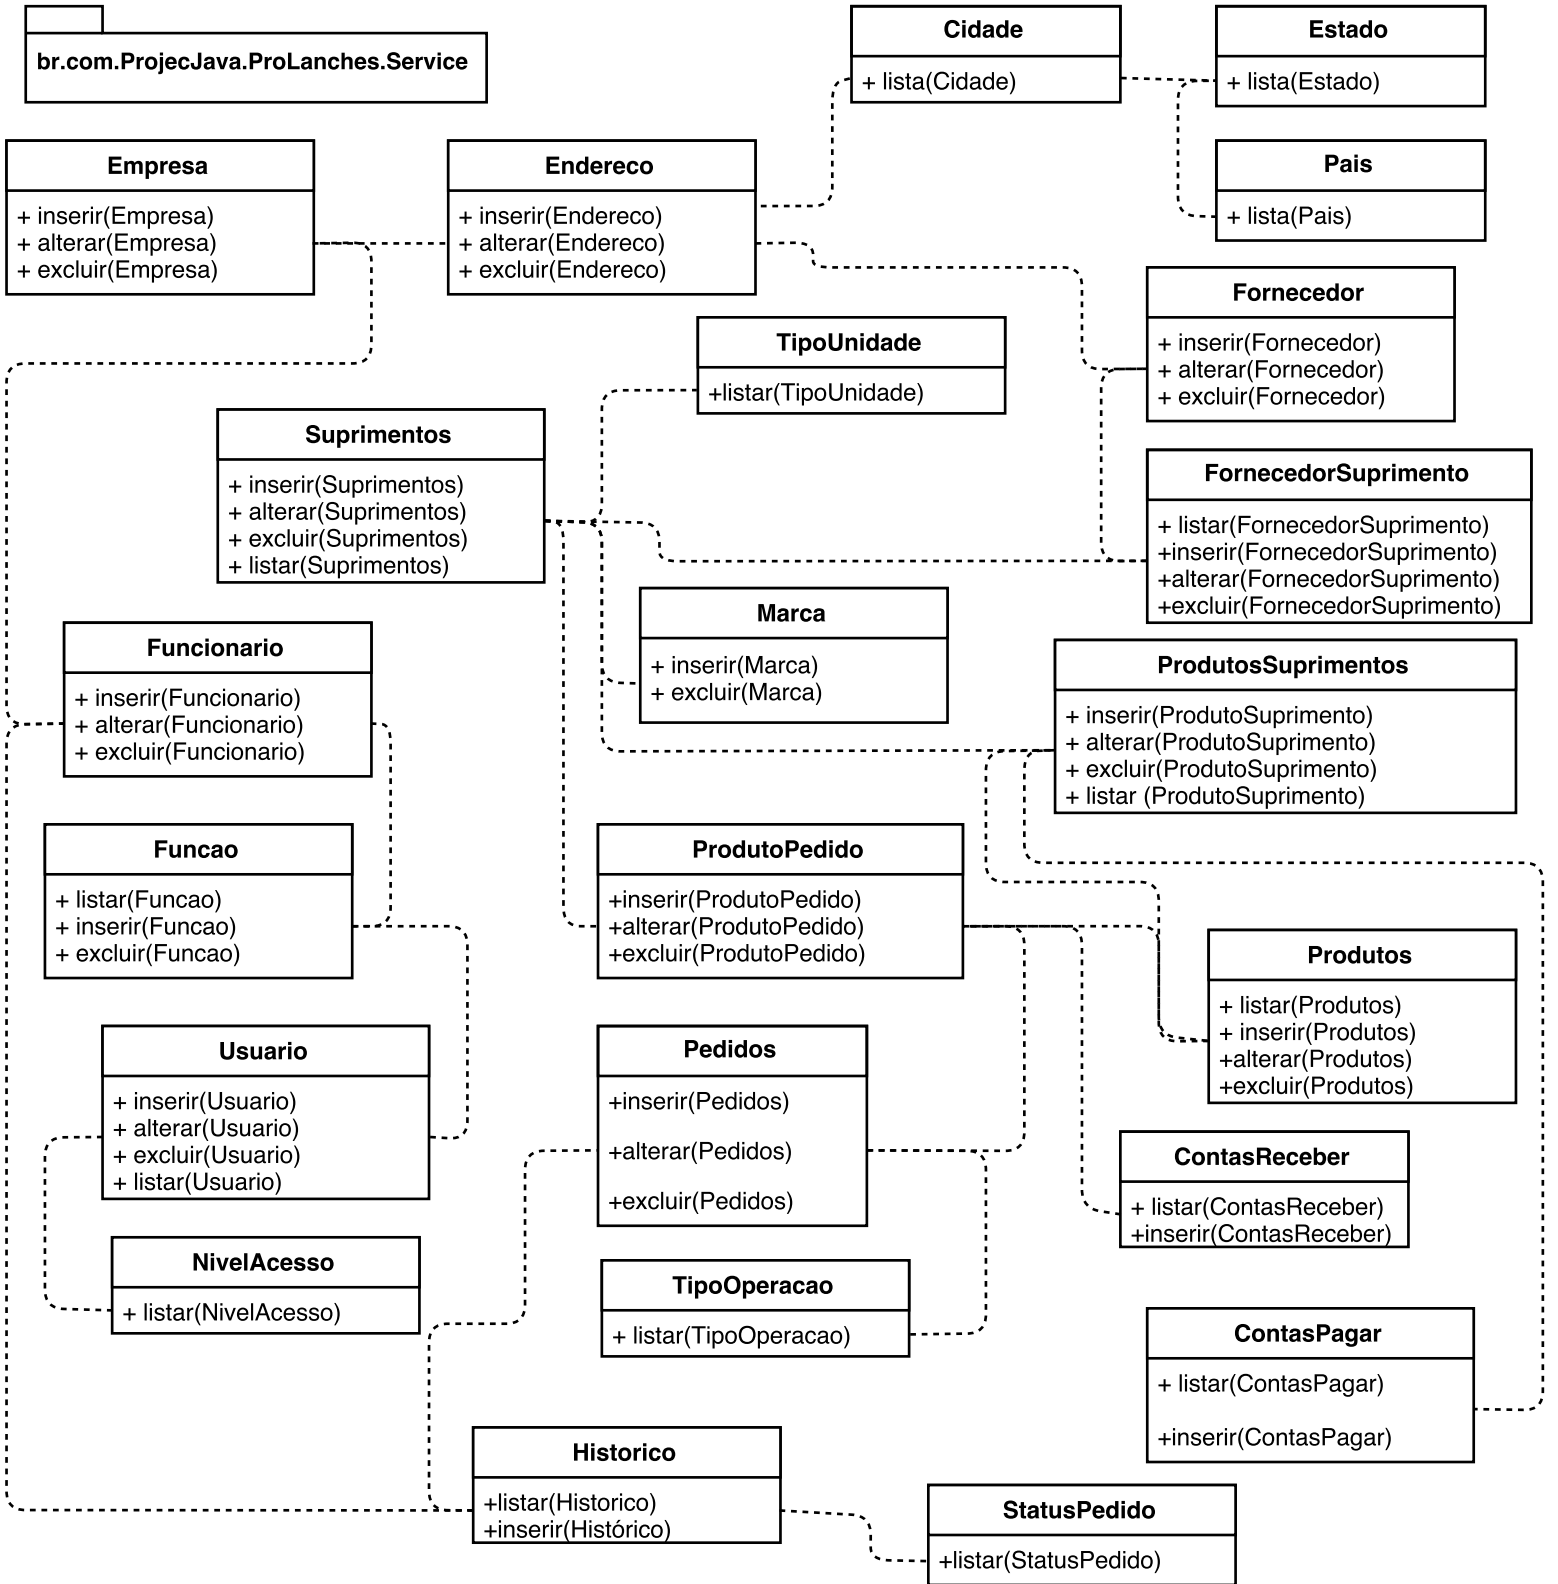 br.com.ProjecJava.ProLanches.Service
Cidade
+ lista(Cidade)
Estado
+ lista(Estado)
Pais
+ lista(Pais)
Empresa
+ inserir(Empresa)
+ alterar(Empresa)
+ excluir(Empresa)
Endereco
+ inserir(Endereco)
+ alterar(Endereco)
+ excluir(Endereco)
Fornecedor
+ inserir(Fornecedor)
+ alterar(Fornecedor)
+ excluir(Fornecedor)
TipoUnidade
+listar(TipoUnidade)
Suprimentos
+ inserir(Suprimentos)
+ alterar(Suprimentos)
+ excluir(Suprimentos)
+ listar(Suprimentos)
FornecedorSuprimento
+ listar(FornecedorSuprimento)
+inserir(FornecedorSuprimento)
+alterar(FornecedorSuprimento)
+excluir(FornecedorSuprimento)
Marca
+ inserir(Marca)
+ excluir(Marca)
Funcionario
+ inserir(Funcionario)
+ alterar(Funcionario)
+ excluir(Funcionario)
ProdutosSuprimentos
+ inserir(ProdutoSuprimento)
+ alterar(ProdutoSuprimento)
+ excluir(ProdutoSuprimento)
+ listar (ProdutoSuprimento)
Funcao
+ listar(Funcao)
+ inserir(Funcao)
+ excluir(Funcao)
ProdutoPedido
+inserir(ProdutoPedido)
+alterar(ProdutoPedido)
+excluir(ProdutoPedido)
Produtos
+ listar(Produtos)
+ inserir(Produtos)
+alterar(Produtos)
+excluir(Produtos)
Usuario
+ inserir(Usuario)
+ alterar(Usuario)
+ excluir(Usuario)
+ listar(Usuario)
Pedidos
+inserir(Pedidos)
+alterar(Pedidos)
+excluir(Pedidos)
ContasReceber
+ listar(ContasReceber)
+inserir(ContasReceber)
NivelAcesso
+ listar(NivelAcesso)
TipoOperacao
+ listar(TipoOperacao)
ContasPagar
+ listar(ContasPagar)
+inserir(ContasPagar)
Historico
+listar(Historico)
+inserir(Histórico)
StatusPedido
+listar(StatusPedido)